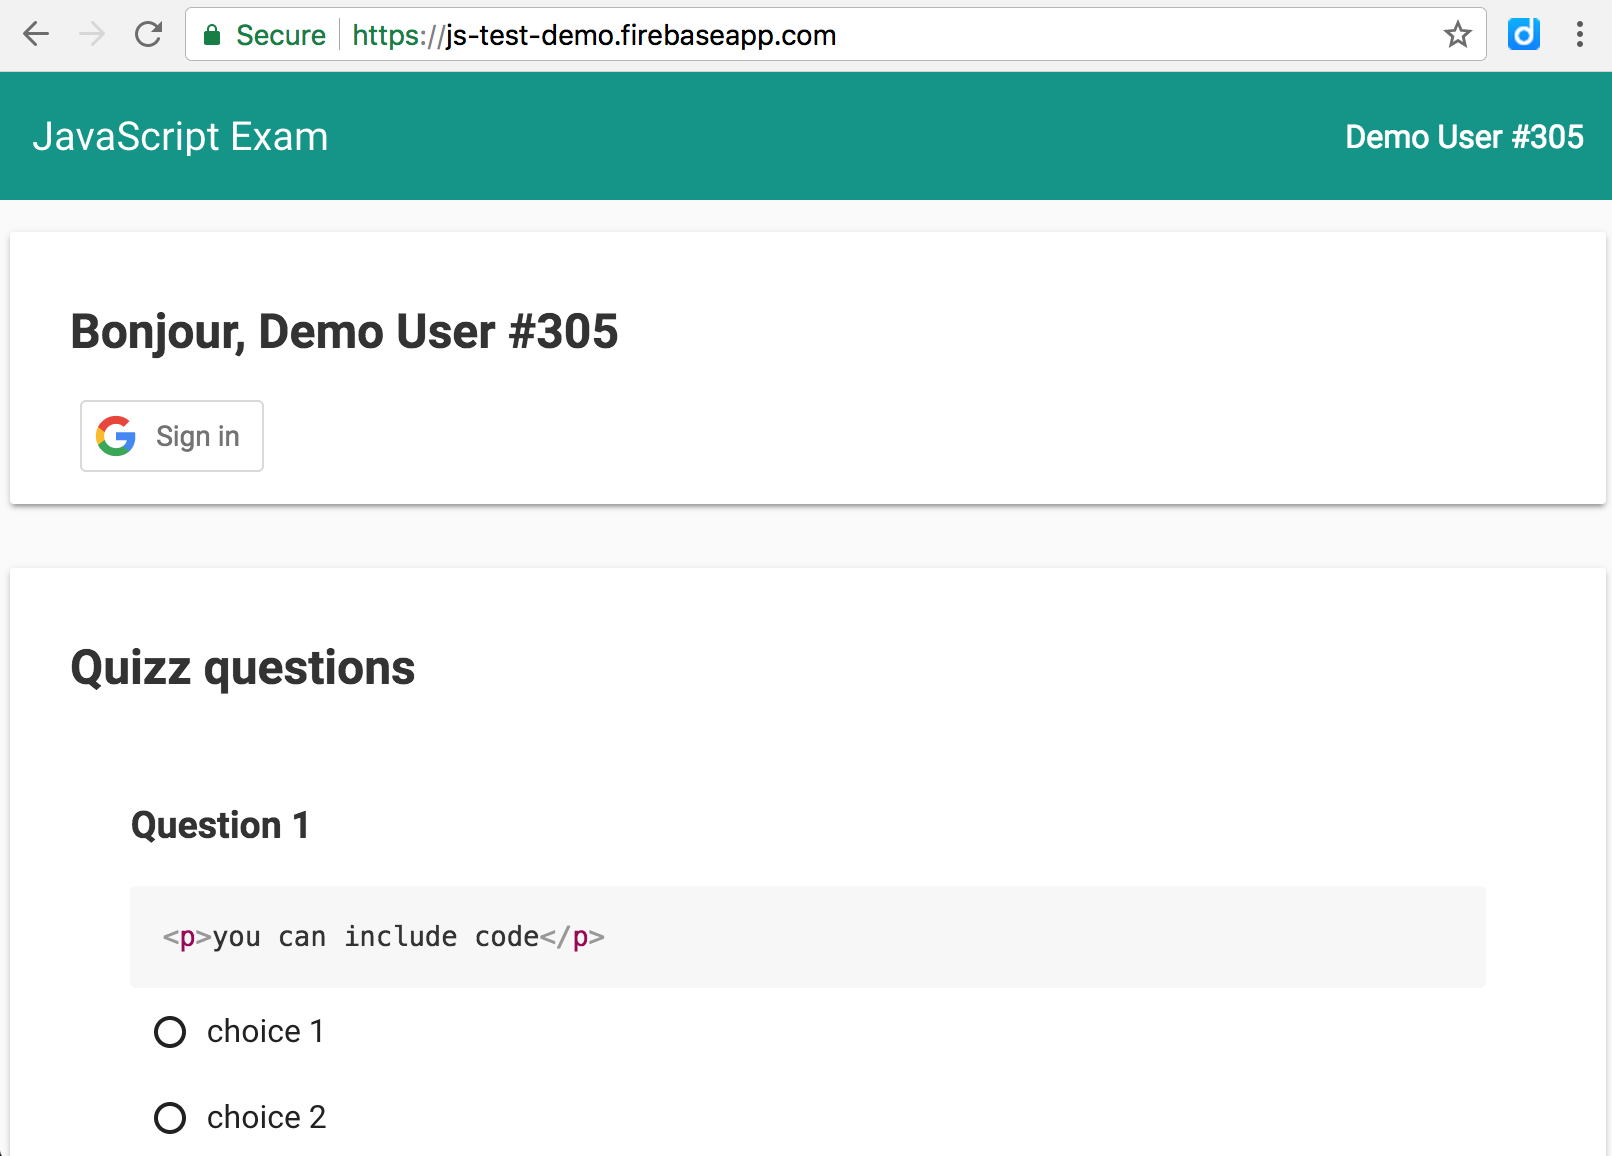 Secure https://js-test-demo.firebaseapp.com
JavaScript Exam Demo User #305
Bonjour, Demo User #305
Sign in
Quizz questions
Question 1
<p>you can include code</p>
choice 1
choice 2